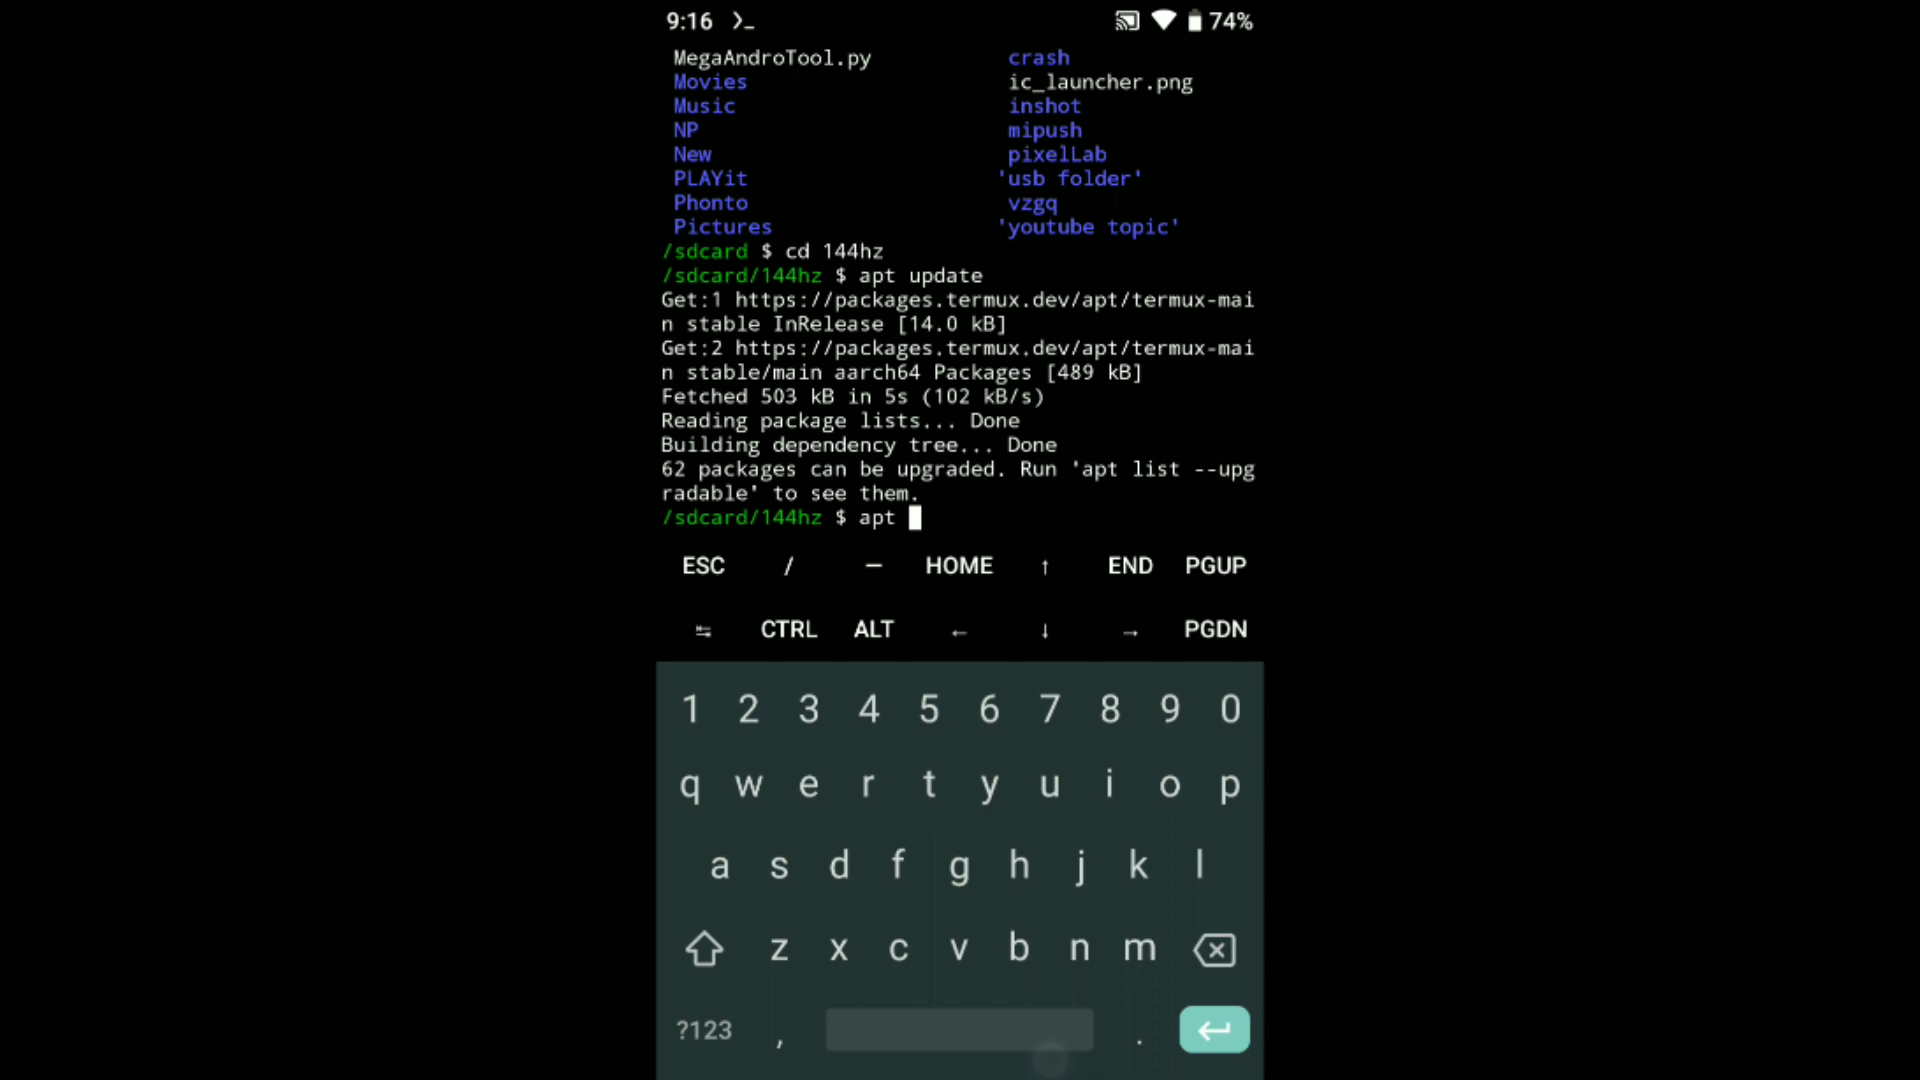 9:16 >_ 74%
MegaAndroTool.py crash
Movies ic_launcher.png
Music inshot
NP mipush
New pixelLab
PLAYit 'usb folder'
Phonto vzgq
Pictures 'youtube topic'
/sdcard $ cd 144hz
/sdcard/144hz $ apt update
Get:1 https://packages.termux.dev/apt/termux-mai
n stable InRelease [14.0 kB]
Get:2 https://packages.termux.dev/apt/termux-mai
n stable/main aarch64 Packages [489 kB]
Fetched 503 kB in 5s (102 kB/s)
Reading package lists... Done
Building dependency tree... Done
62 packages can be upgraded. Run 'apt list --upg
radable' to see them.
/sdcard/144hz $ apt
ESC / — HOME ↑ END PGUP
↹ CTRL ALT ← ↓ → PGDN
1 2 3 4 5 6 7 8 9 0
q w e r t y u i o p
a s d f g h j k l
z x c v b n m
?123 , .